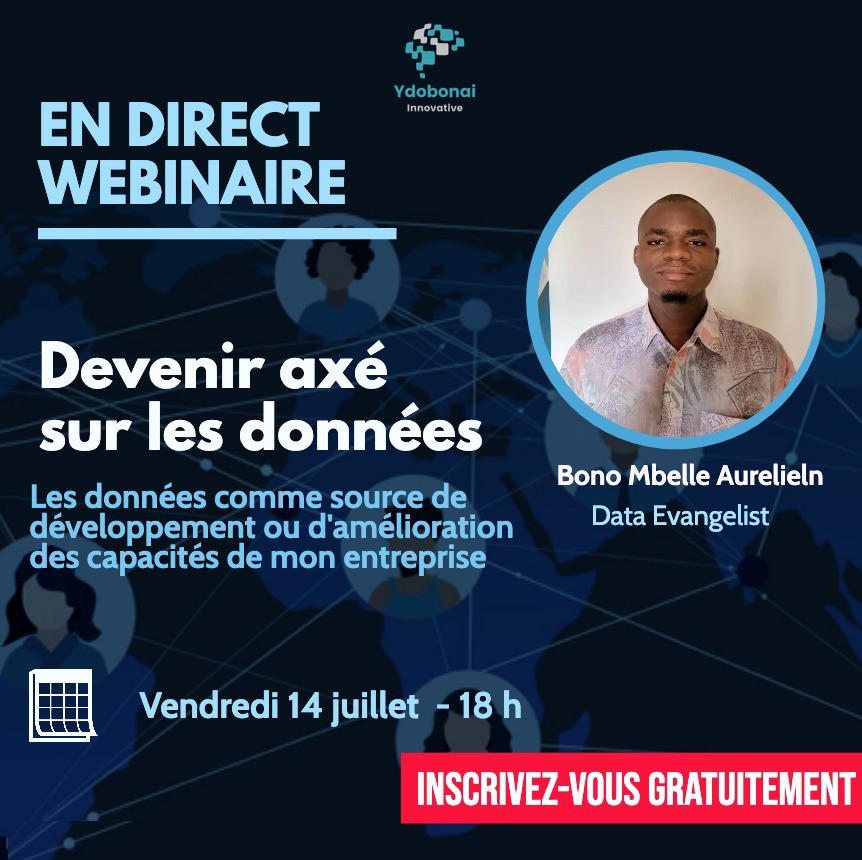 Ydobonai
Innovative
EN DIRECT
WEBINAIRE
Devenir axé
sur les données
Les données comme source de
développement ou d'amélioration
des capacités de mon entreprise
Bono Mbelle Aurelieln
Data Evangelist
Vendredi 14 juillet - 18 h
INSCRIVEZ-VOUS GRATUITEMENT